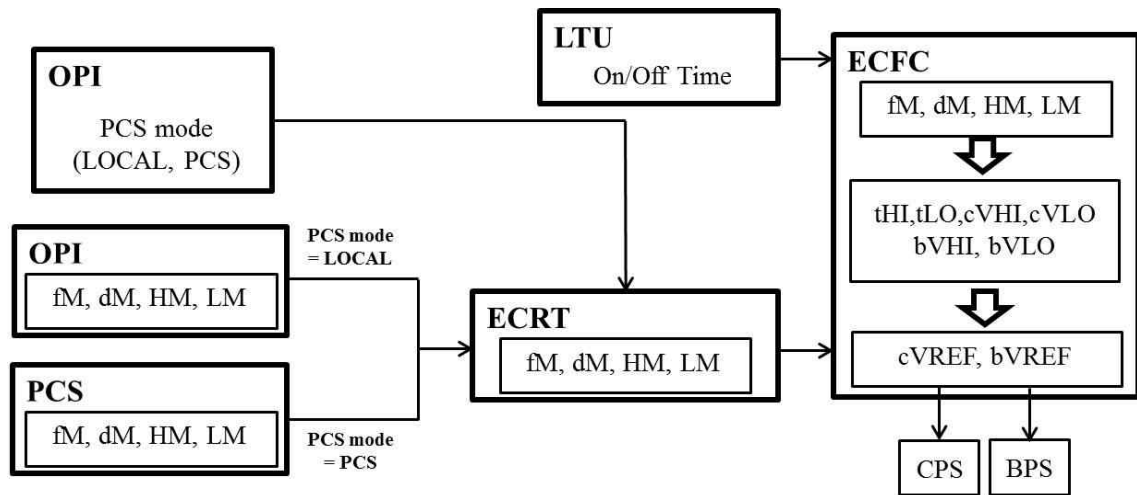 OPI
PCS mode
(LOCAL, PCS)
LTU
On/Off Time
ECFC
fM, dM, HM, LM
tHI,tLO,cVHI,cVLO
bVHI, bVLO
cVREF, bVREF
OPI
fM, dM, HM, LM
PCS mode
= LOCAL
PCS
fM, dM, HM, LM
PCS mode
= PCS
ECRT
fM, dM, HM, LM
CPS
BPS